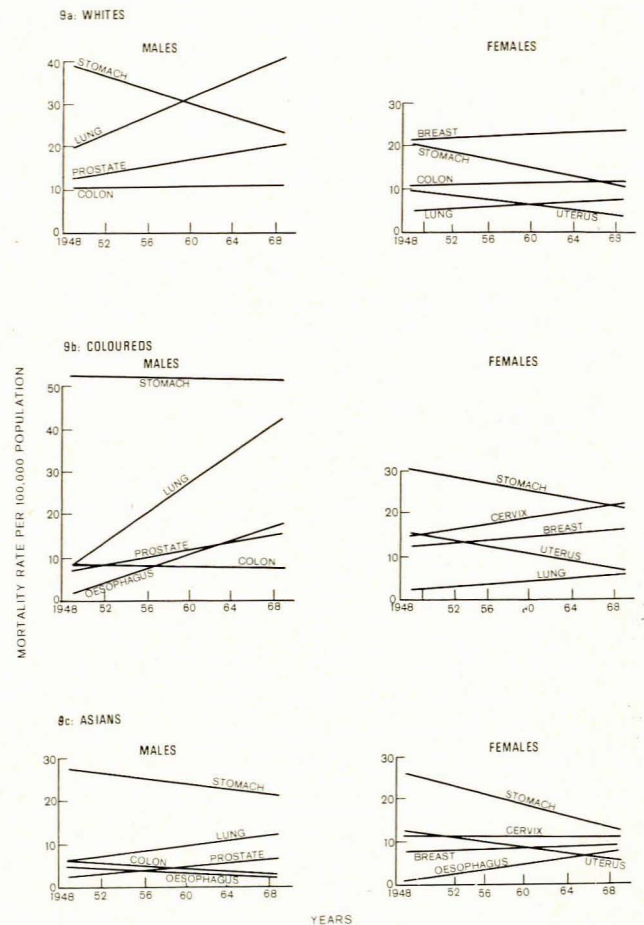 9a: WHITES
MALES
FEMALES
40
30
20
10
0
STOMACH
LUNG
PROSTATE
COLON
1948 52 56 60 64 68
30
20
10
0
BREAST
STOMACH
COLON
LUNG
UTERUS
1948 52 56 60 64 68
9b: COLOUREDS
MALES
FEMALES
MORTALITY RATE PER 100,000 POPULATION
50
40
30
20
10
0
STOMACH
LUNG
PROSTATE
COLON
OESOPHAGUS
1948 52 56 60 64 68
30
20
10
0
STOMACH
CERVIX
BREAST
UTERUS
LUNG
1948 52 56 60 64 68
9c: ASIANS
MALES
FEMALES
30
20
10
0
STOMACH
LUNG
COLON
PROSTATE
OESOPHAGUS
1948 52 56 60 64 68
30
20
10
0
STOMACH
CERVIX
BREAST
OESOPHAGUS
UTERUS
1948 52 56 60 64 68
YEARS